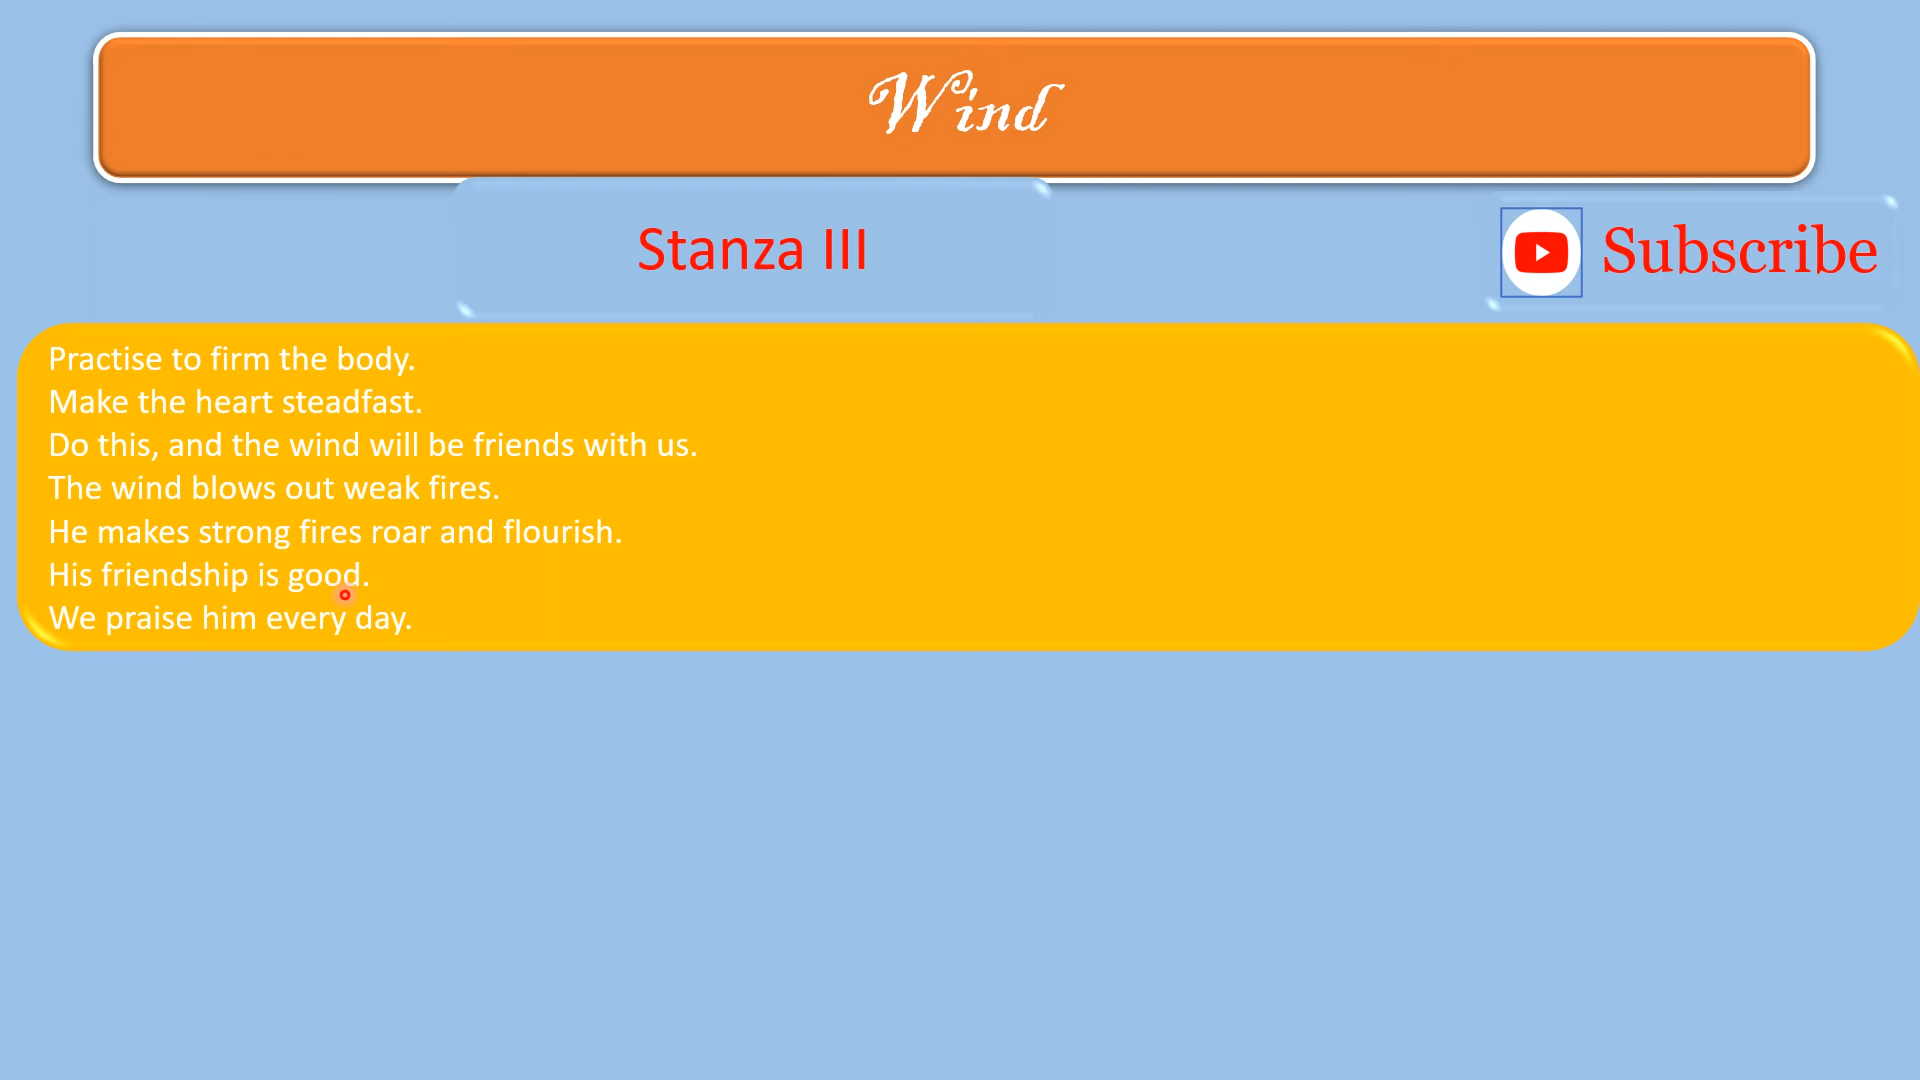 Wind
Stanza III
Subscribe
Practise to firm the body.
Make the heart steadfast.
Do this, and the wind will be friends with us.
The wind blows out weak fires.
He makes strong fires roar and flourish.
His friendship is good.
We praise him every day.